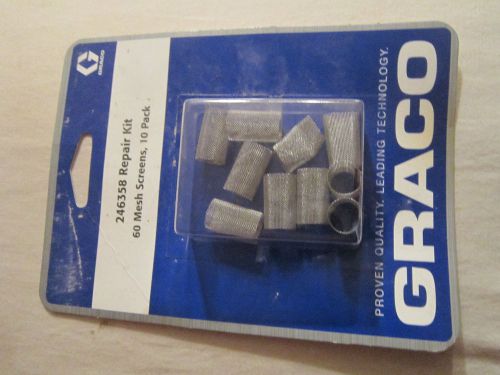 GRACO
246358 Repair Kit
60 Mesh Screens, 10 Pack
GRACO
PROVEN QUALITY. LEADING TECHNOLOGY.